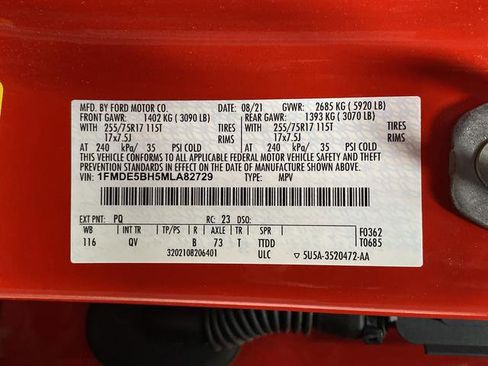 MFD. BY FORD MOTOR CO. DATE: 08/21 GVWR: 2685 KG ( 5920 LB)
FRONT GAWR: 1402 KG ( 3090 LB) REAR GAWR: 1393 KG ( 3070 LB)
WITH 255/75R17 115T TIRES WITH 255/75R17 115T TIRES
17x7.5J RIMS 17x7.5J RIMS
AT 240 kPa/ 35 PSI COLD AT 240 kPa/ 35 PSI COLD
THIS VEHICLE CONFORMS TO ALL APPLICABLE FEDERAL MOTOR VEHICLE SAFETY AND THEFT
PREVENTION STANDARDS IN EFFECT ON THE DATE OF MANUFACTURE SHOWN ABOVE.
VIN: 1FMDE5BH5MLA82729 TYPE: MPV
EXT PNT: PQ RC: 23 DSO:
WB INT TR TP/PS R AXLE TR SPR F0362
116 QV B 73 T TTDD T0685
3202108206401 ULC 5U5A-3520472-AA